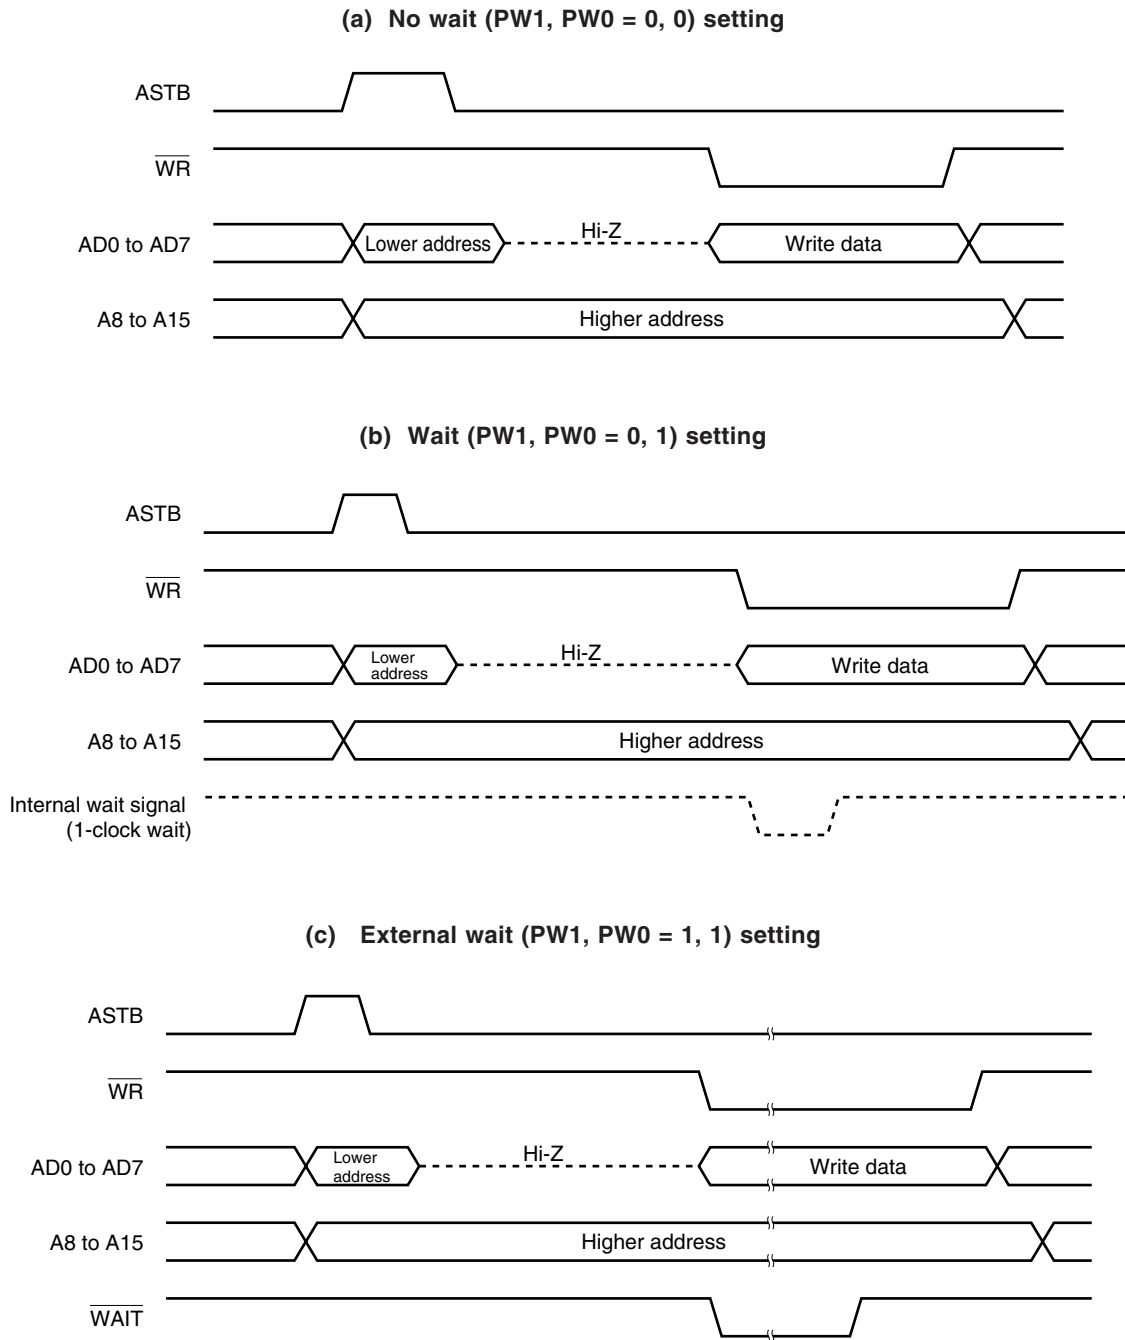 (a) No wait (PW1, PW0 = 0, 0) setting
ASTB
WR
AD0 to AD7
Lower address
Hi-Z
Write data
A8 to A15
Higher address
(b) Wait (PW1, PW0 = 0, 1) setting
ASTB
WR
AD0 to AD7
Lower
address
Hi-Z
Write data
A8 to A15
Higher address
Internal wait signal
(1-clock wait)
(c) External wait (PW1, PW0 = 1, 1) setting
ASTB
WR
AD0 to AD7
Lower
address
Hi-Z
Write data
A8 to A15
Higher address
WAIT